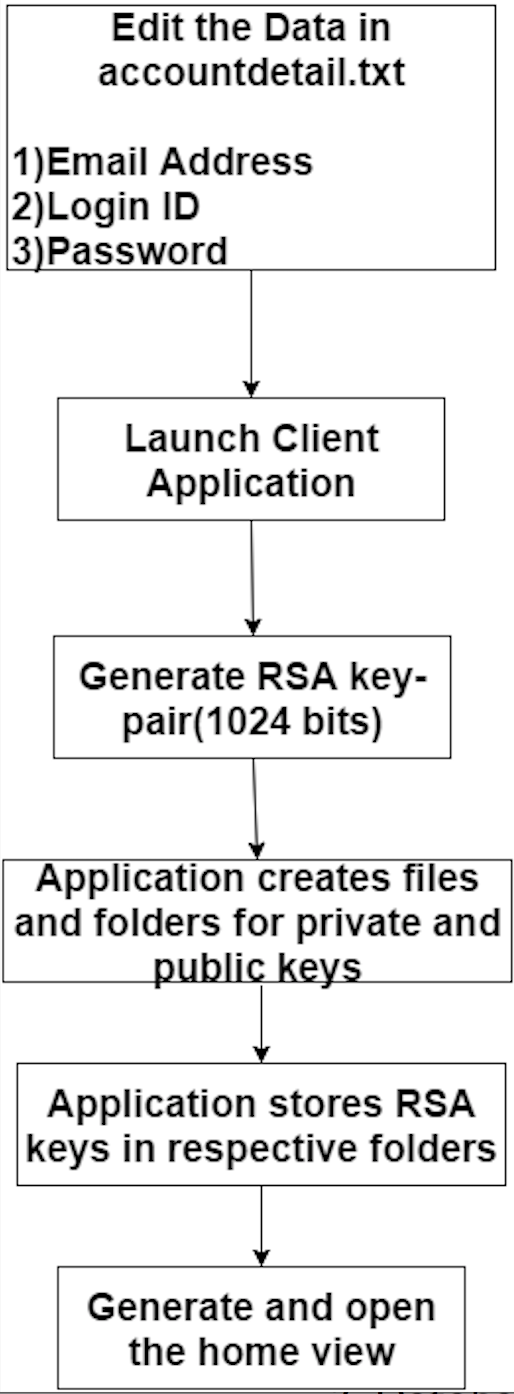 Edit the Data in
accountdetail.txt
1)Email Address
2)Login ID
3)Password
Launch Client
Application
Generate RSA key-
pair(1024 bits)
Application creates files
and folders for private and
public keys
Application stores RSA
keys in respective folders
Generate and open
the home view